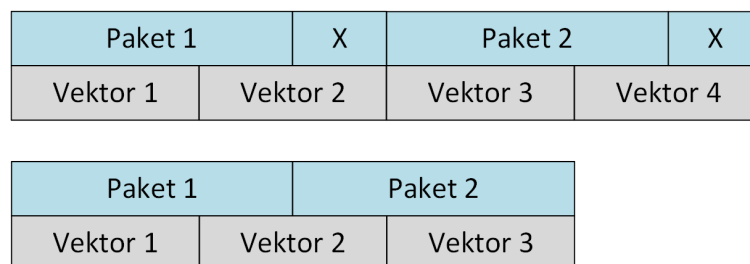 Paket 1 X Paket 2 X
Vektor 1 Vektor 2 Vektor 3 Vektor 4
Paket 1 Paket 2
Vektor 1 Vektor 2 Vektor 3